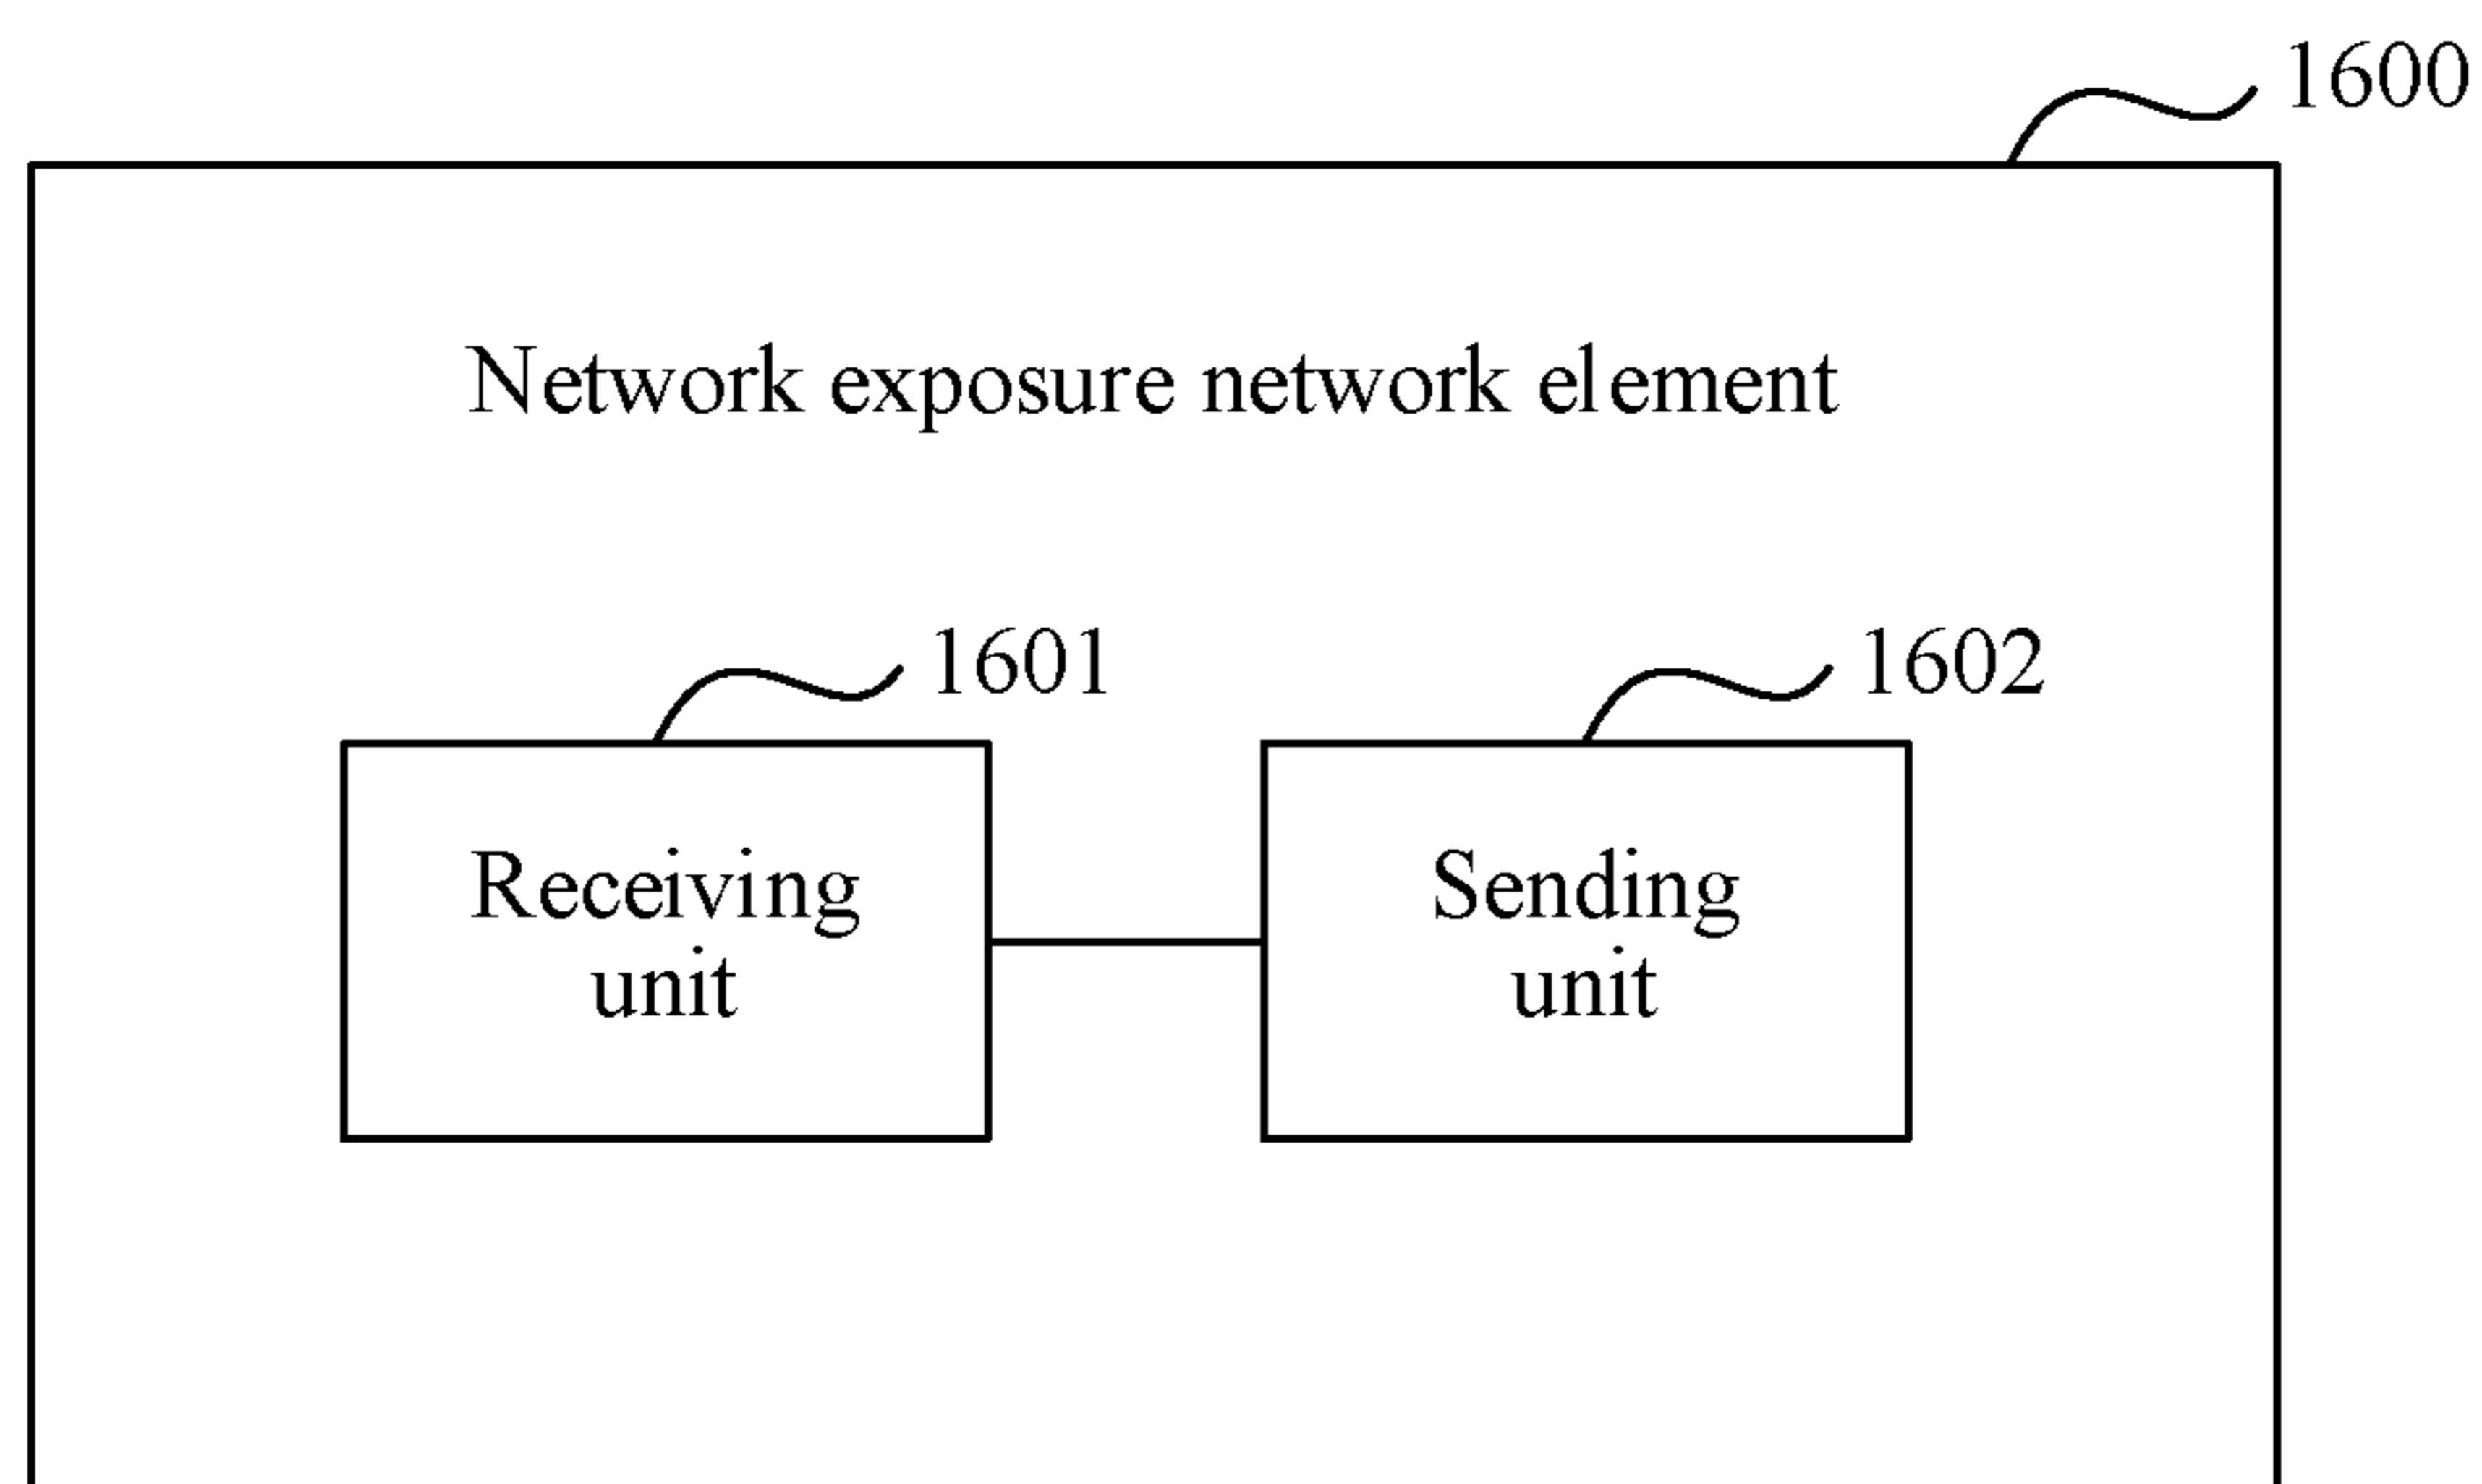 1600
Network exposure network element
1601
1602
Receiving
unit
Sending
unit